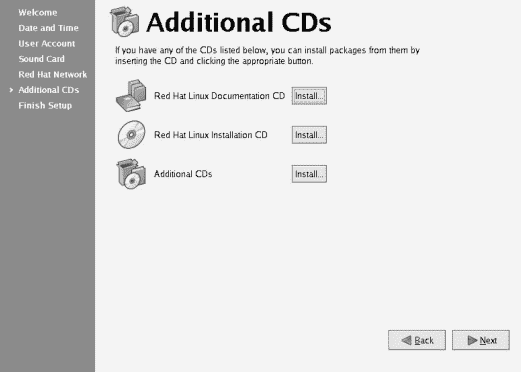 Welcome
Date and Time
User Account
Sound Card
Red Hat Network
Additional CDs
Finish Setup
Additional CDs
If you have any of the CDs listed below, you can install packages from them by
inserting the CD and clicking the appropriate button.
Red Hat Linux Documentation CD
Install...
Red Hat Linux Installation CD
Install...
Additional CDs
Install...
Back
Next